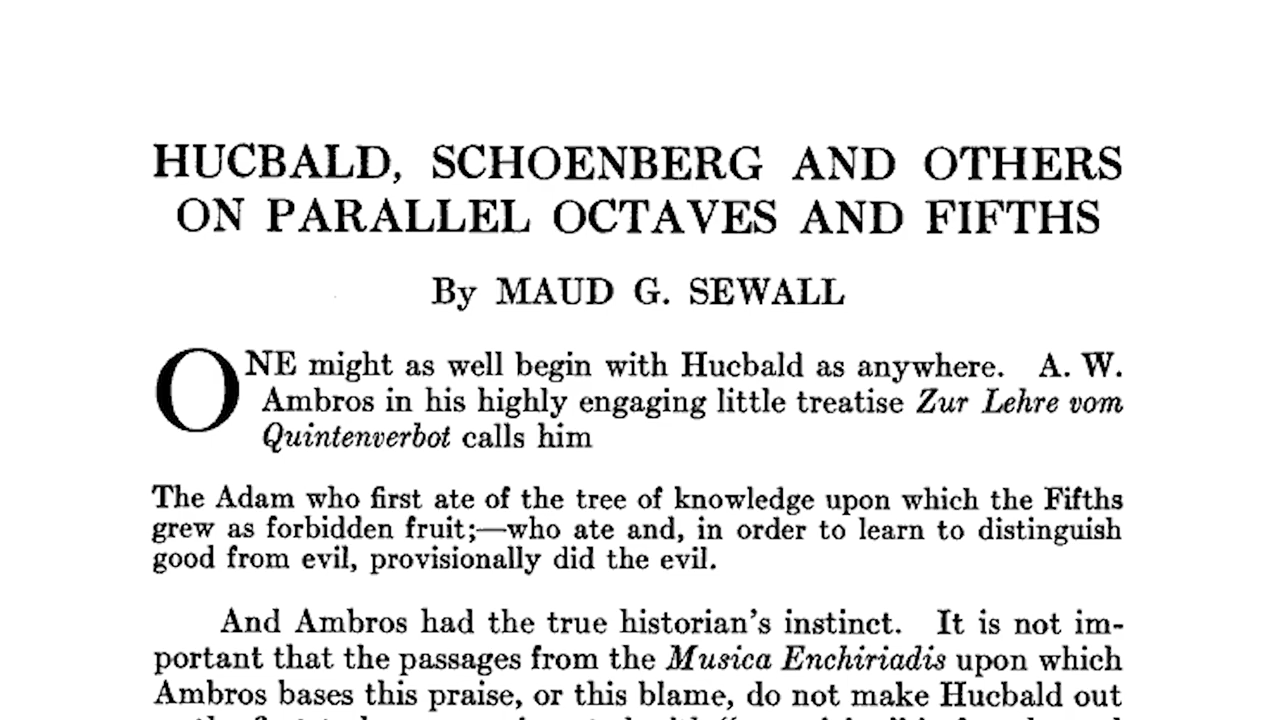 HUCBALD, SCHOENBERG AND OTHERS
ON PARALLEL OCTAVES AND FIFTHS
By MAUD G. SEWALL
ONE might as well begin with Hucbald as anywhere. A. W.
Ambros in his highly engaging little treatise Zur Lehre vom
Quintenverbot calls him
The Adam who first ate of the tree of knowledge upon which the Fifths
grew as forbidden fruit;—who ate and, in order to learn to distinguish
good from evil, provisionally did the evil.
And Ambros had the true historian's instinct. It is not im-
portant that the passages from the Musica Enchiriadis upon which
Ambros bases this praise, or this blame, do not make Hucbald out